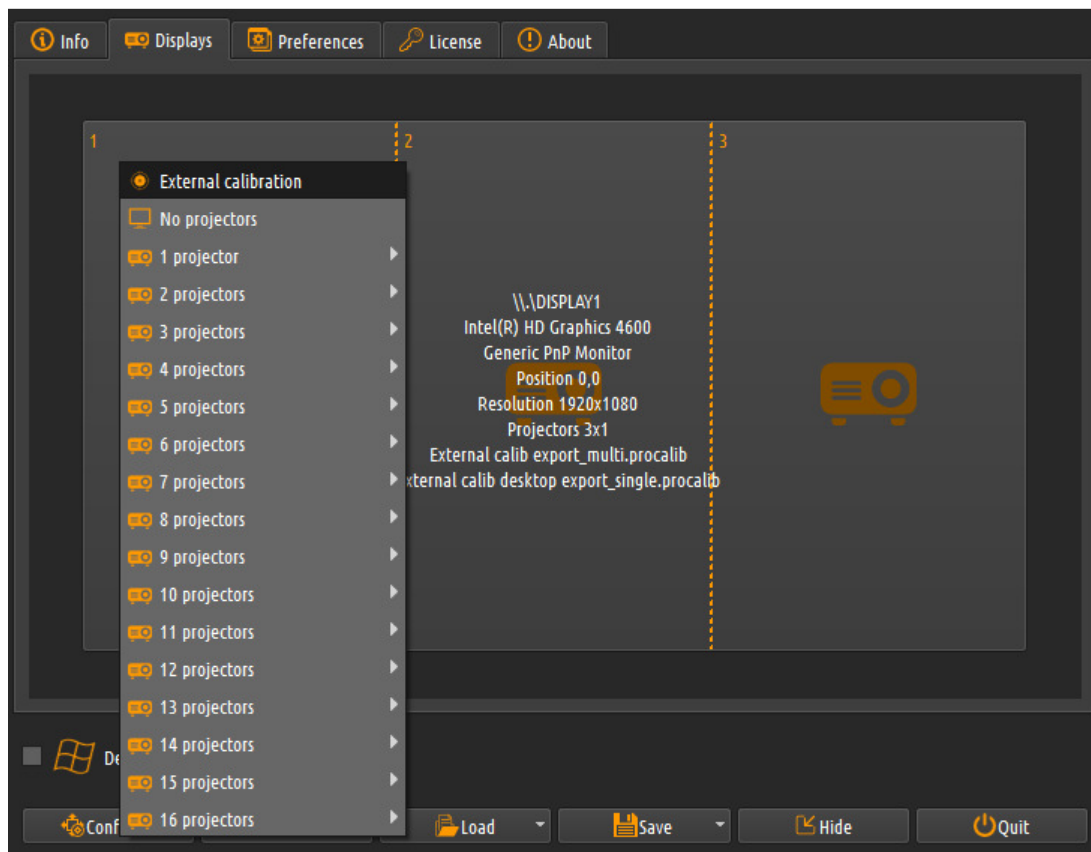 Info
Displays
Preferences
License
About
1
2
3
External calibration
No projectors
1 projector
2 projectors
3 projectors
4 projectors
5 projectors
6 projectors
7 projectors
8 projectors
9 projectors
10 projectors
11 projectors
12 projectors
13 projectors
14 projectors
15 projectors
16 projectors
\\.\DISPLAY1
Intel(R) HD Graphics 4600
Generic PnP Monitor
Position 0,0
Resolution 1920x1080
Projectors 3x1
External calib export_multi.procalib
xternal calib desktop export_single.procalib
De
Conf
Load
Save
Hide
Quit